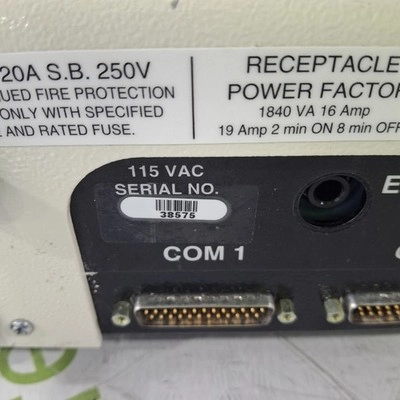 20A S.B. 250V
UED FIRE PROTECTION
ONLY WITH SPECIFIED
AND RATED FUSE.
RECEPTACLE
POWER FACTOR
1840 VA 16 Amp
19 Amp 2 min ON 8 min OFF
115 VAC
SERIAL NO.
38575
E
COM 1